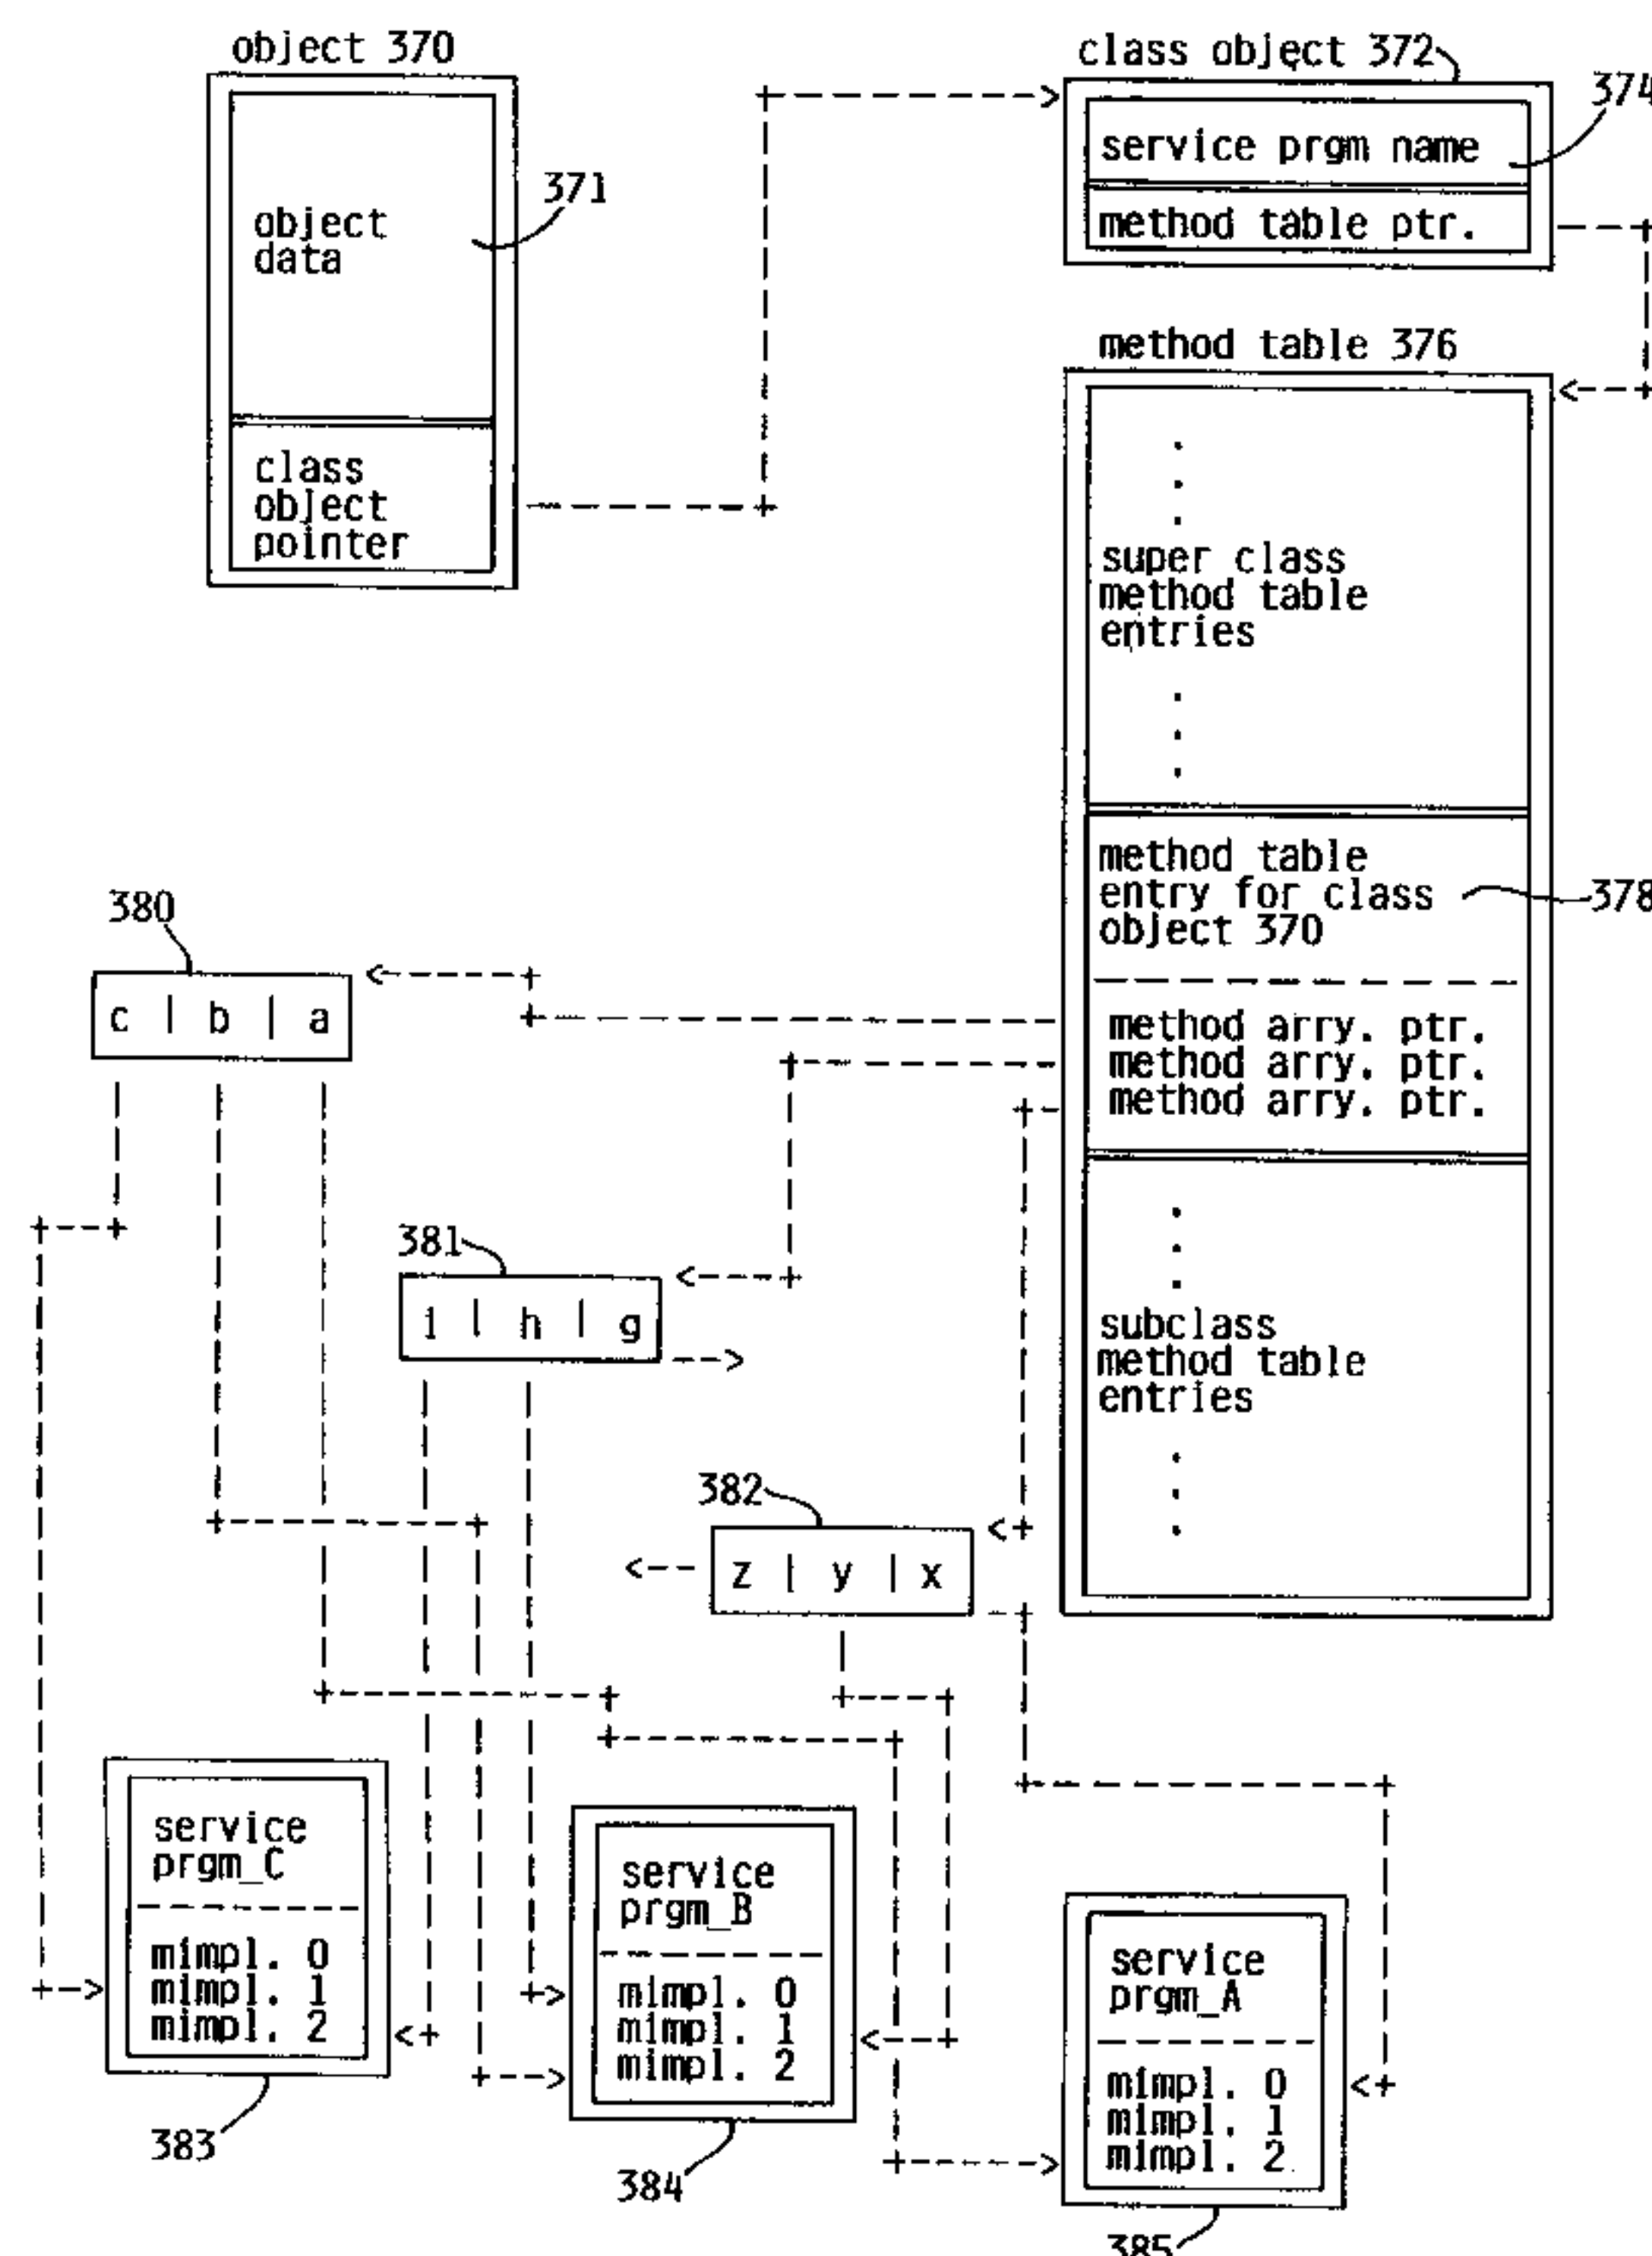 object 370
object
data
371
class
object
pointer
class object 372
374
service prgm name
method table ptr.
method table 376
.
.
.
super class
method table
entries
.
.
.
method table
entry for class
object 370
378
method arry. ptr.
method arry. ptr.
method arry. ptr.
.
.
.
subclass
method table
entries
.
.
.
380
c | b | a
381
i | h | g
382
z | y | x
service
prgm_C
mimpl. 0
mimpl. 1
mimpl. 2
383
service
prgm_B
mimpl. 0
mimpl. 1
mimpl. 2
384
service
prgm_A
mimpl. 0
mimpl. 1
mimpl. 2
385